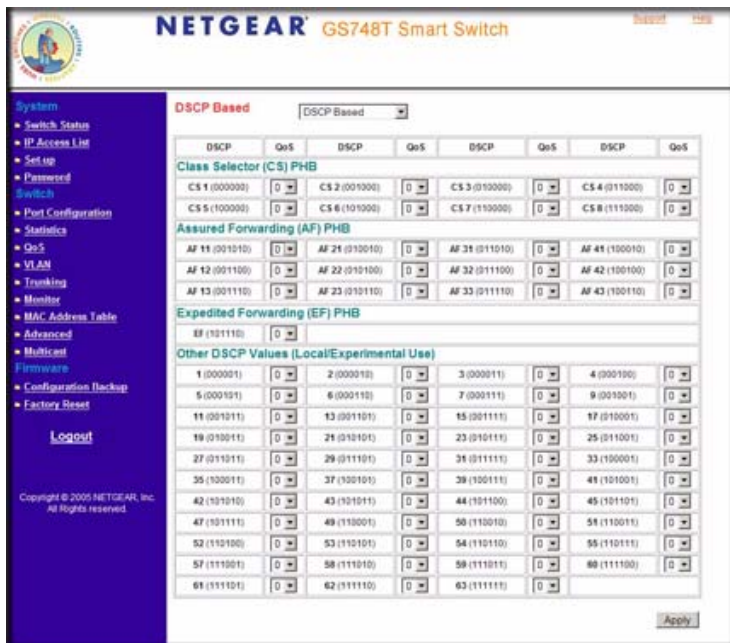 NETGEAR GS748T Smart Switch
Support Help
System
Switch Status
IP Access List
Set up
Password
Switch
Port Configuration
Statistics
QoS
VLAN
Trunking
Monitor
MAC Address Table
Advanced
Multicast
Firmware
Configuration Backup
Factory Reset
Logout
Copyright © 2005 NETGEAR, Inc.
All Rights reserved.
DSCP Based DSCP Based
DSCP QoS DSCP QoS DSCP QoS DSCP QoS
Class Selector (CS) PHB
CS 1 (000000) 0 CS 2 (001000) 0 CS 3 (010000) 0 CS 4 (011000) 0
CS 5 (100000) 0 CS 6 (101000) 0 CS 7 (110000) 0 CS 8 (111000) 0
Assured Forwarding (AF) PHB
AF 11 (001010) 0 AF 21 (010010) 0 AF 31 (011010) 0 AF 41 (100010) 0
AF 12 (001100) 0 AF 22 (010100) 0 AF 32 (011100) 0 AF 42 (100100) 0
AF 13 (001110) 0 AF 23 (010110) 0 AF 33 (011110) 0 AF 43 (100110) 0
Expedited Forwarding (EF) PHB
EF (101110) 0
Other DSCP Values (Local/Experimental Use)
1 (000001) 0 2 (000010) 0 3 (000011) 0 4 (000100) 0
5 (000101) 0 6 (000110) 0 7 (000111) 0 9 (001001) 0
11 (001011) 0 13 (001101) 0 15 (001111) 0 17 (010001) 0
19 (010011) 0 21 (010101) 0 23 (010111) 0 25 (011001) 0
27 (011011) 0 29 (011101) 0 31 (011111) 0 33 (100001) 0
35 (100011) 0 37 (100101) 0 39 (100111) 0 41 (101001) 0
42 (101010) 0 43 (101011) 0 44 (101100) 0 45 (101101) 0
47 (101111) 0 49 (110001) 0 50 (110010) 0 51 (110011) 0
52 (110100) 0 53 (110101) 0 54 (110110) 0 55 (110111) 0
57 (111001) 0 58 (111010) 0 59 (111011) 0 60 (111100) 0
61 (111101) 0 62 (111110) 0 63 (111111) 0
Apply